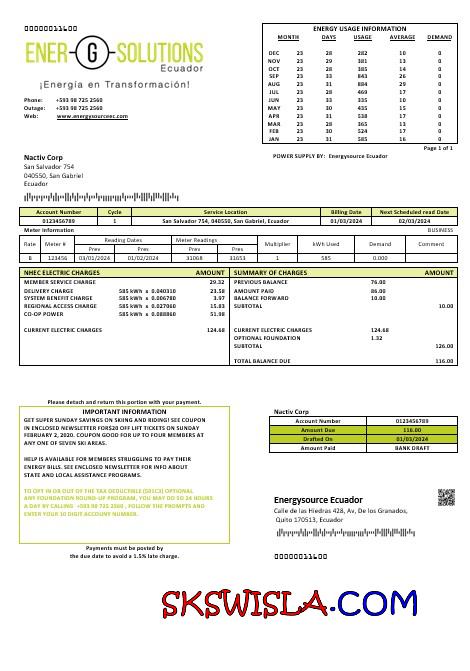 00000011600
ENER-G-SOLUTIONS
Ecuador
¡Energía en Transformación!
Phone: +593 98 725 2560
Outage: +593 98 725 2560
Web: www.energysourceec.com
ENERGY USAGE INFORMATION
MONTH DAYS USAGE AVERAGE DEMAND
DEC 23 28 282 10 0
NOV 23 29 381 13 0
OCT 23 28 385 14 0
SEP 23 33 843 26 0
AUG 23 31 884 29 0
JUL 23 28 469 17 0
JUN 23 33 335 10 0
MAY 23 30 435 15 0
APR 23 31 538 17 0
MAR 23 28 365 13 0
FEB 23 30 524 17 0
JAN 23 31 585 16 0
Page 1 of 1
POWER SUPPLY BY: Energysource Ecuador
Nactiv Corp
San Salvador 754
040550, San Gabriel
Ecuador
Account Number Cycle Service Location Billing Date Next Scheduled read Date
0123456789 1 San Salvador 754, 040550, San Gabriel, Ecuador 01/03/2024 02/03/2024
Meter Information BUSINESS
Rate Meter # Reading Dates Meter Readings Multiplier kWh Used Demand Comment
Prev Prev Prev Prev
B 123456 03/01/2024 01/02/2024 31068 31653 1 585 0.000
NHEC ELECTRIC CHARGES AMOUNT
MEMBER SERVICE CHARGE 29.32
DELIVERY CHARGE 585 kWh x 0.040310 23.58
SYSTEM BENEFIT CHARGE 585 kWh x 0.006780 3.97
REGIONAL ACCESS CHARGE 585 kWh x 0.027060 15.83
CO-OP POWER 585 kWh x 0.088860 51.98
CURRENT ELECTRIC CHARGES 124.68
SUMMARY OF CHARGES AMOUNT
PREVIOUS BALANCE 76.00
AMOUNT PAID 86.00
BALANCE FORWARD 10.00
SUBTOTAL 10.00
CURRENT ELECTRIC CHARGES 124.68
OPTIONAL FOUNDATION 1.32
SUBTOTAL 126.00
TOTAL BALANCE DUE 116.00
Please detach and return this portion with your payment.
IMPORTANT INFORMATION
GET SUPER SUNDAY SAVINGS ON SKIING AND RIDING! SEE COUPON
IN ENCLOSED NEWSLETTER FOR$20 OFF LIFT TICKETS ON SUNDAY
FEBRUARY 2, 2020. COUPON GOOD FOR UP TO FOUR MEMBERS AT
ANY ONE OF SEVEN SKI AREAS.
HELP IS AVAILABLE FOR MEMBERS STRUGGLING TO PAY THEIR
ENERGY BILLS. SEE ENCLOSED NEWSLETTER FOR INFO ABOUT
STATE AND LOCAL ASSISTANCE PROGRAMS.
TO OPT IN OR OUT OF THE TAX DEDUCTIBLE (501C3) OPTIONAL
ANY FOUNDATION ROUND-UP PROGRAM, YOU MAY DO SO 24 HOURS
A DAY BY CALLING +593 98 725 2560 , FOLLOW THE PROMPTS AND
ENTER YOUR 10 DIGIT ACCOUNT NUMBER.
Payments must be posted by
the due date to avoid a 1.5% late charge.
Nactiv Corp
Account Number 0123456789
Amount Due 116.00
Drafted On 01/03/2024
Amount Paid BANK DRAFT
Energysource Ecuador
Calle de las Hiedras 428, Av, De los Granados,
Quito 170513, Ecuador
00000011600
SKSWISLA.COM